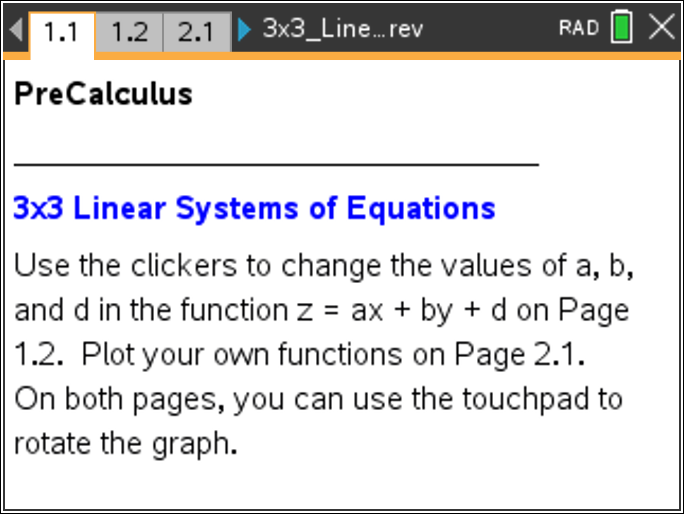 1.1 1.2 2.1 3x3_Line…rev RAD
PreCalculus
3x3 Linear Systems of Equations
Use the clickers to change the values of a, b,
and d in the function z = ax + by + d on Page
1.2.  Plot your own functions on Page 2.1.
On both pages, you can use the touchpad to
rotate the graph.